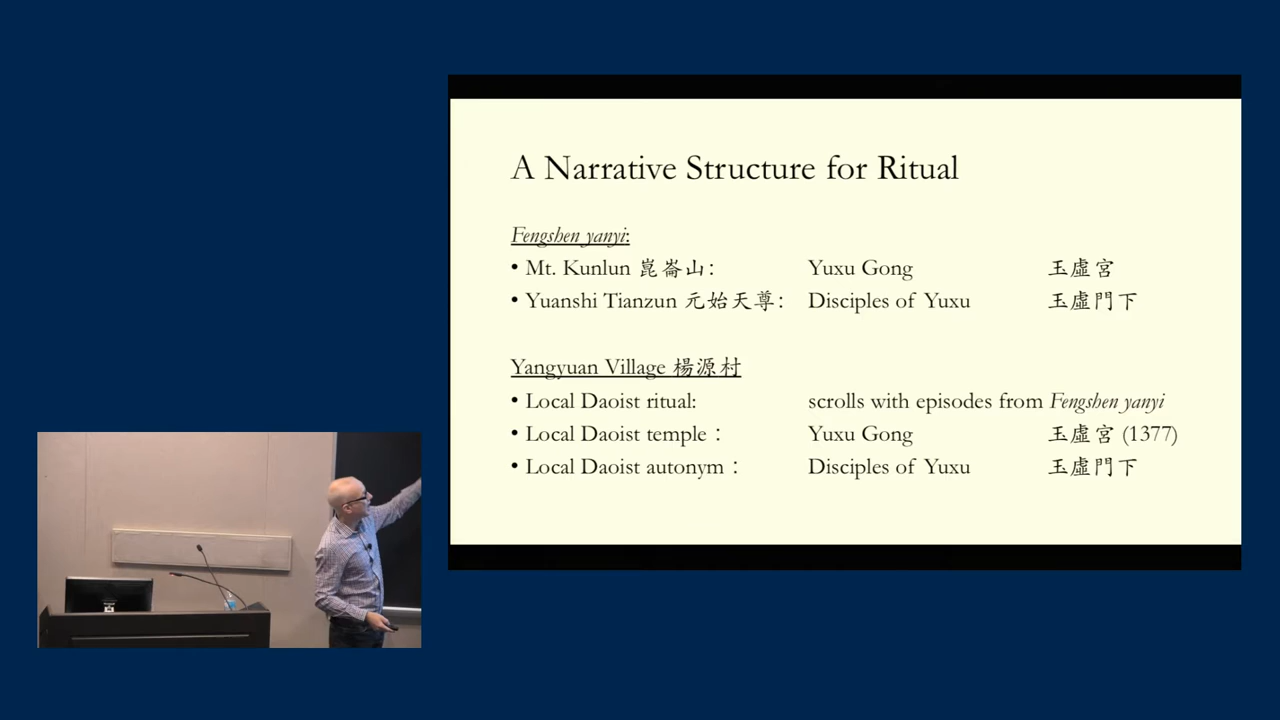 A Narrative Structure for Ritual
Fengshen yanyi:
• Mt. Kunlun 崑崙山: Yuxu Gong 玉虛宮
• Yuanshi Tianzun 元始天尊: Disciples of Yuxu 玉虛門下
Yangyuan Village 楊源村
• Local Daoist ritual: scrolls with episodes from Fengshen yanyi
• Local Daoist temple： Yuxu Gong 玉虛宮 (1377)
• Local Daoist autonym： Disciples of Yuxu 玉虛門下